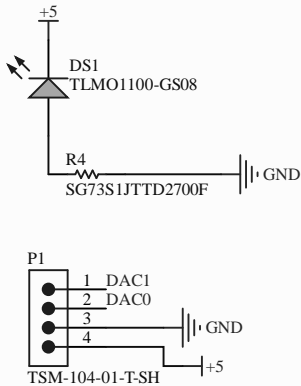 +5
DS1
TLMO1100-GS08
R4
GND
SG73S1JTTD2700F
P1
1 DAC1
2 DAC0
3
GND
4
+5
TSM-104-01-T-SH